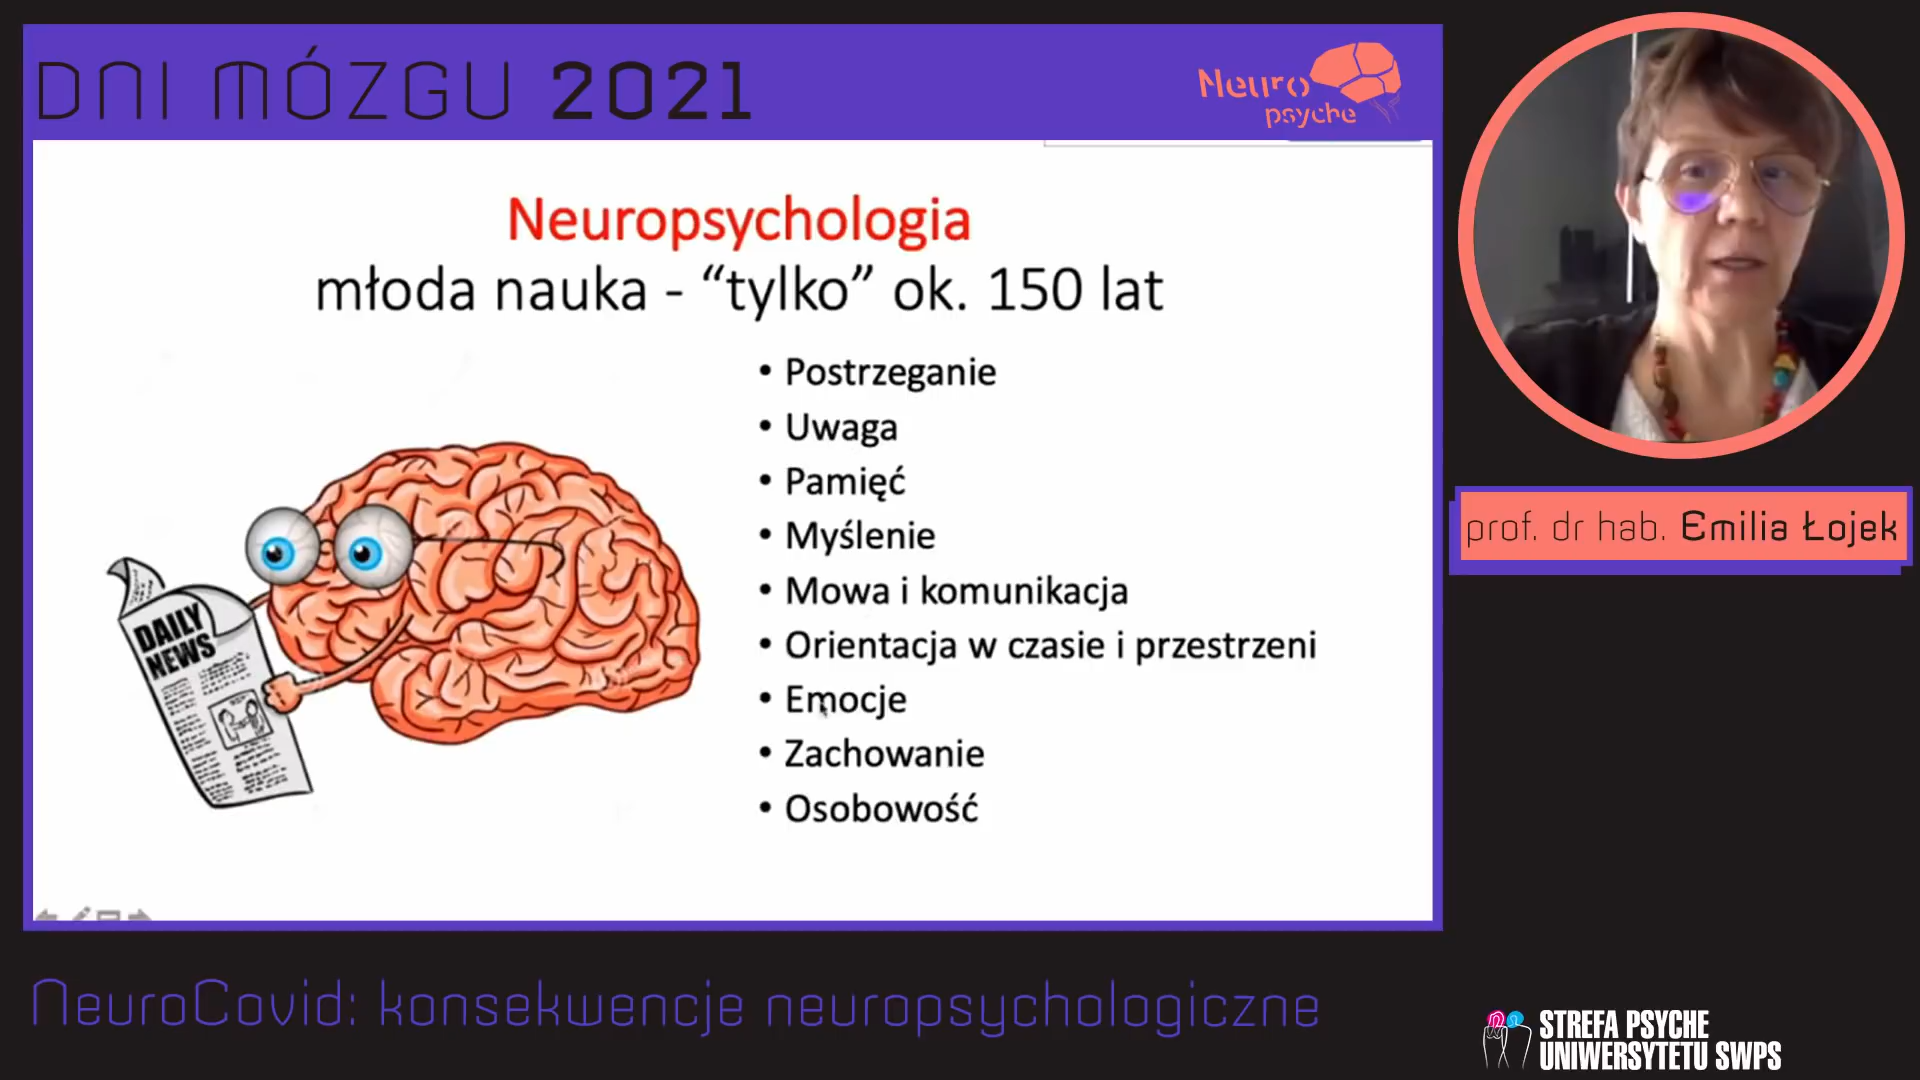 DNI MÓZGU 2021
Neuro
psyche
Neuropsychologia
młoda nauka - “tylko” ok. 150 lat
• Postrzeganie
• Uwaga
• Pamięć
• Myślenie
• Mowa i komunikacja
• Orientacja w czasie i przestrzeni
• Emocje
• Zachowanie
• Osobowość
DAILY
NEWS
prof. dr hab. Emilia Łojek
NeuroCovid: konsekwencje neuropsychologiczne
STREFA PSYCHE
UNIWERSYTETU SWPS